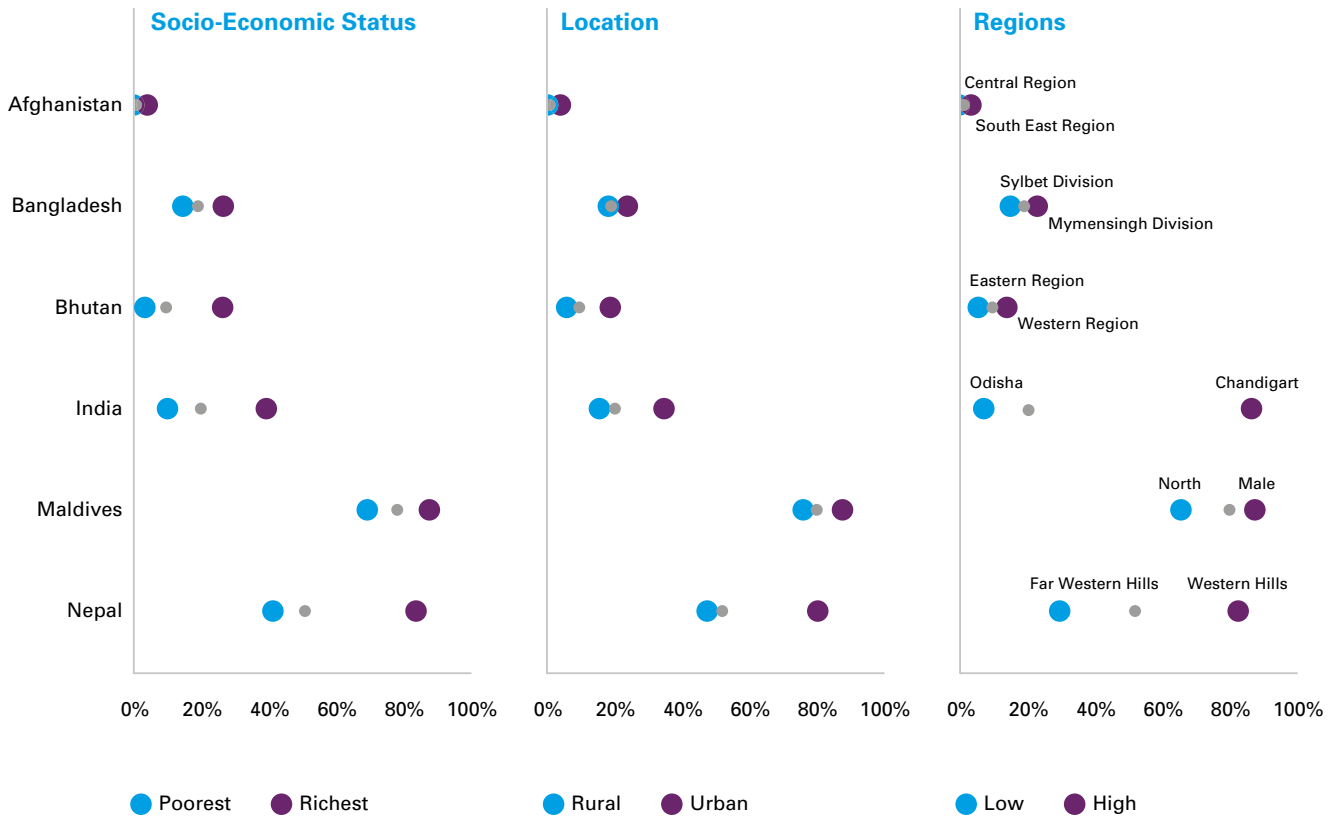 Socio-Economic Status
Location
Regions
Afghanistan
Central Region
South East Region
Bangladesh
Sylbet Division
Mymensingh Division
Bhutan
Eastern Region
Western Region
India
Odisha
Chandigart
Maldives
North
Male
Nepal
Far Western Hills
Western Hills
0% 20% 40% 60% 80% 100%
0% 20% 40% 60% 80% 100%
0% 20% 40% 60% 80% 100%
Poorest
Richest
Rural
Urban
Low
High